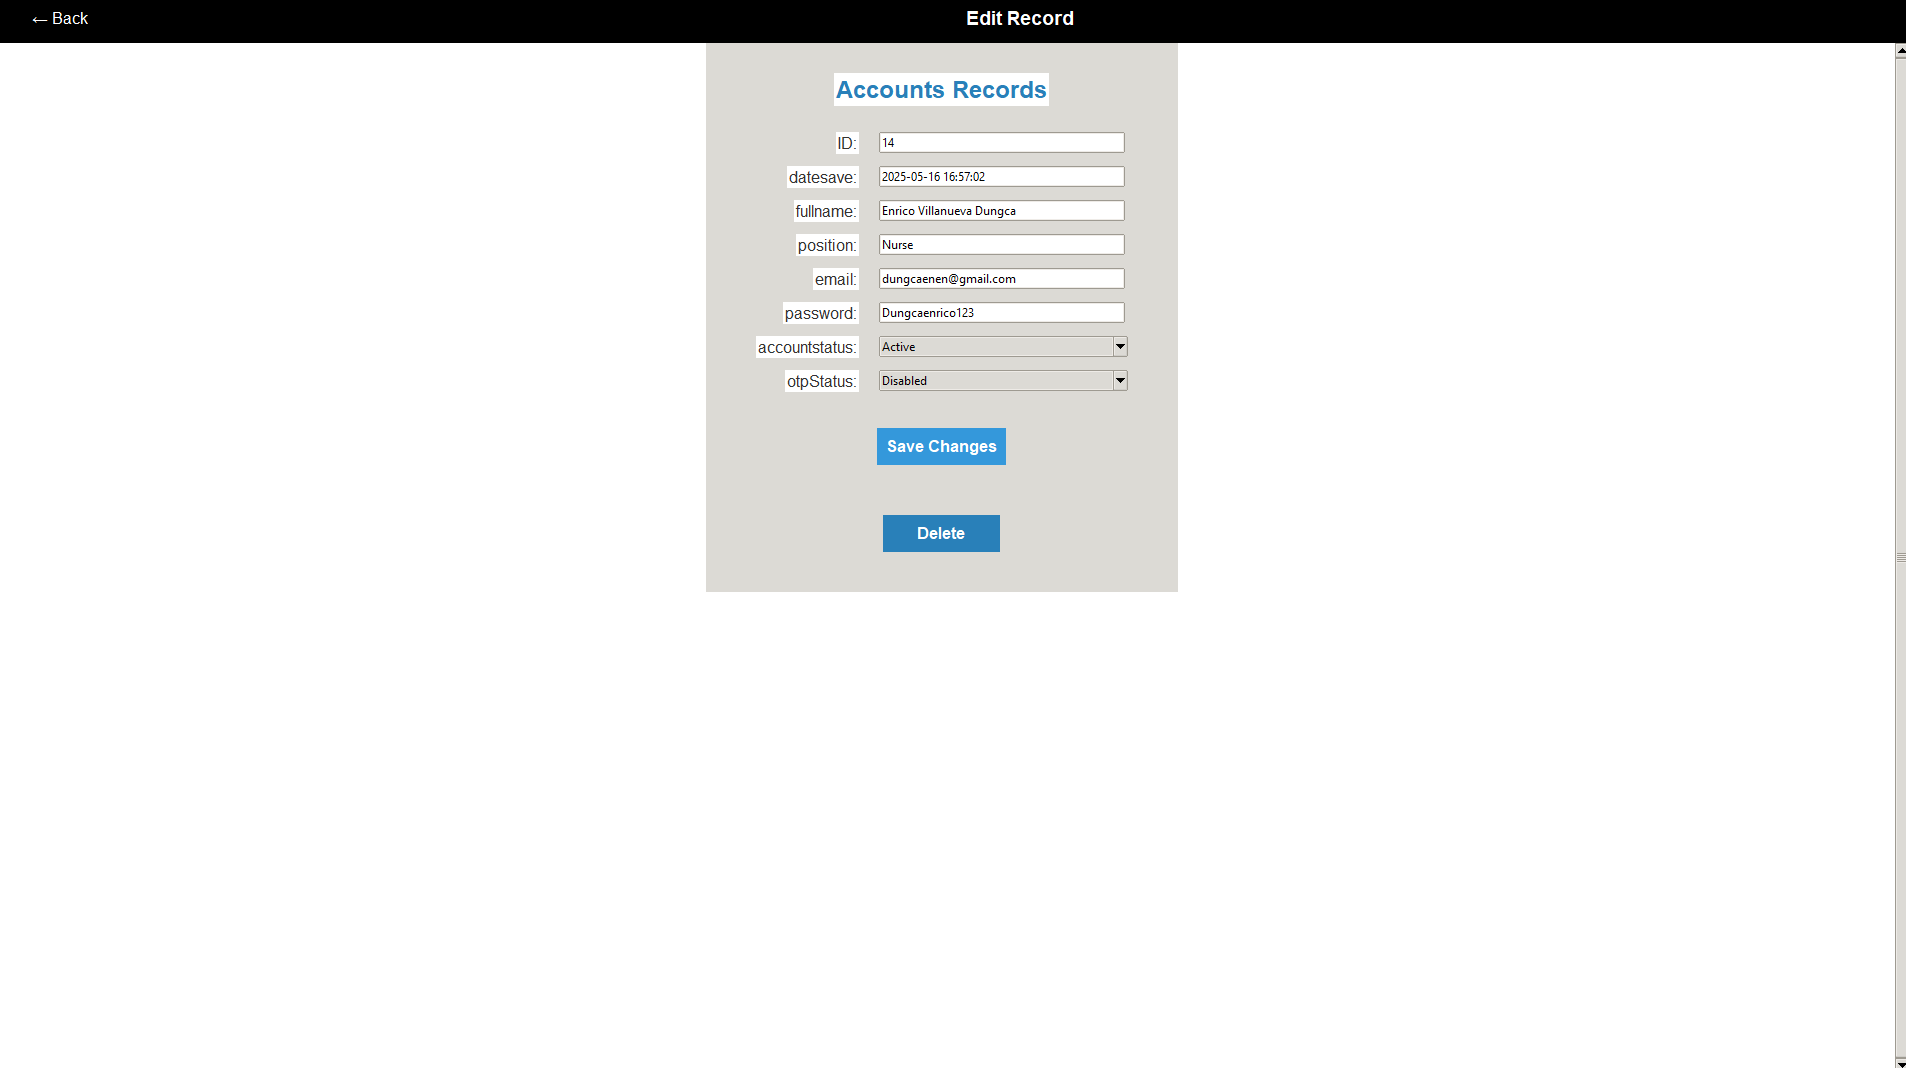 ← Back
Edit Record
Accounts Records
ID: 14
datesave: 2025-05-16 16:57:02
fullname: Enrico Villanueva Dungca
position: Nurse
email: dungcaenen@gmail.com
password: Dungcaenrico123
accountstatus: Active
otpStatus: Disabled
Save Changes
Delete